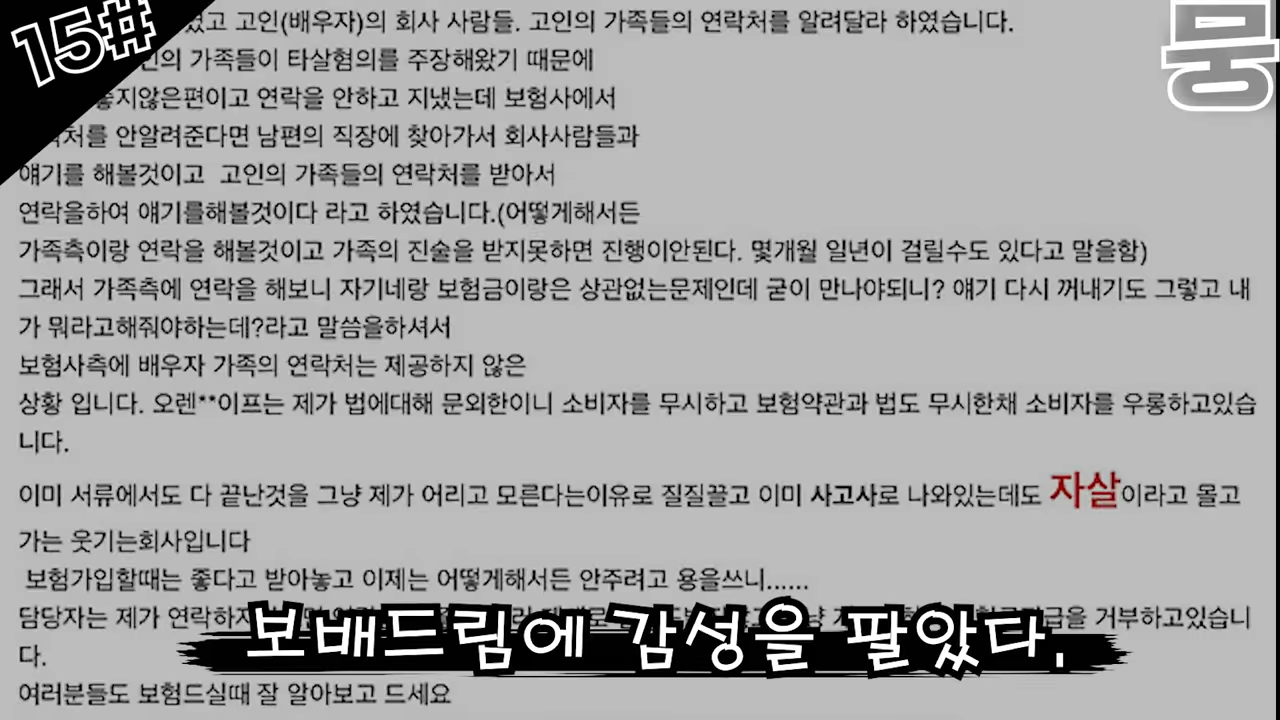 15#
뭉
였고 고인(배우자)의 회사 사람들. 고인의 가족들의 연락처를 알려달라 하였습니다.
인의 가족들이 타살혐의를 주장해왔기 때문에
좋지않은편이고 연락을 안하고 지냈는데 보험사에서
처를 안알려준다면 남편의 직장에 찾아가서 회사사람들과
얘기를 해볼것이고 고인의 가족들의 연락처를 받아서
연락을하여 얘기를해볼것이다 라고 하였습니다.(어떻게해서든
가족측이랑 연락을 해볼것이고 가족의 진술을 받지못하면 진행이안된다. 몇개월 일년이 걸릴수도 있다고 말을함)
그래서 가족측에 연락을 해보니 자기네랑 보험금이랑은 상관없는문제인데 굳이 만나야되니? 얘기 다시 꺼내기도 그렇고 내
가 뭐라고해줘야하는데?라고 말씀을하셔서
보험사측에 배우자 가족의 연락처는 제공하지 않은
상황 입니다. 오렌**이프는 제가 법에대해 문외한이니 소비자를 무시하고 보험약관과 법도 무시한채 소비자를 우롱하고있습
니다.
이미 서류에서도 다 끝난것을 그냥 제가 어리고 모른다는이유로 질질끌고 이미 사고사로 나와있는데도 자살이라고 몰고
가는 웃기는회사입니다
보험가입할때는 좋다고 받아놓고 이제는 어떻게해서든 안주려고 용을쓰니......
담당자는 제가 연락하지 거부하고있습니
다.
보배드림에 감성을 팔았다.
여러분들도 보험드실때 잘 알아보고 드세요